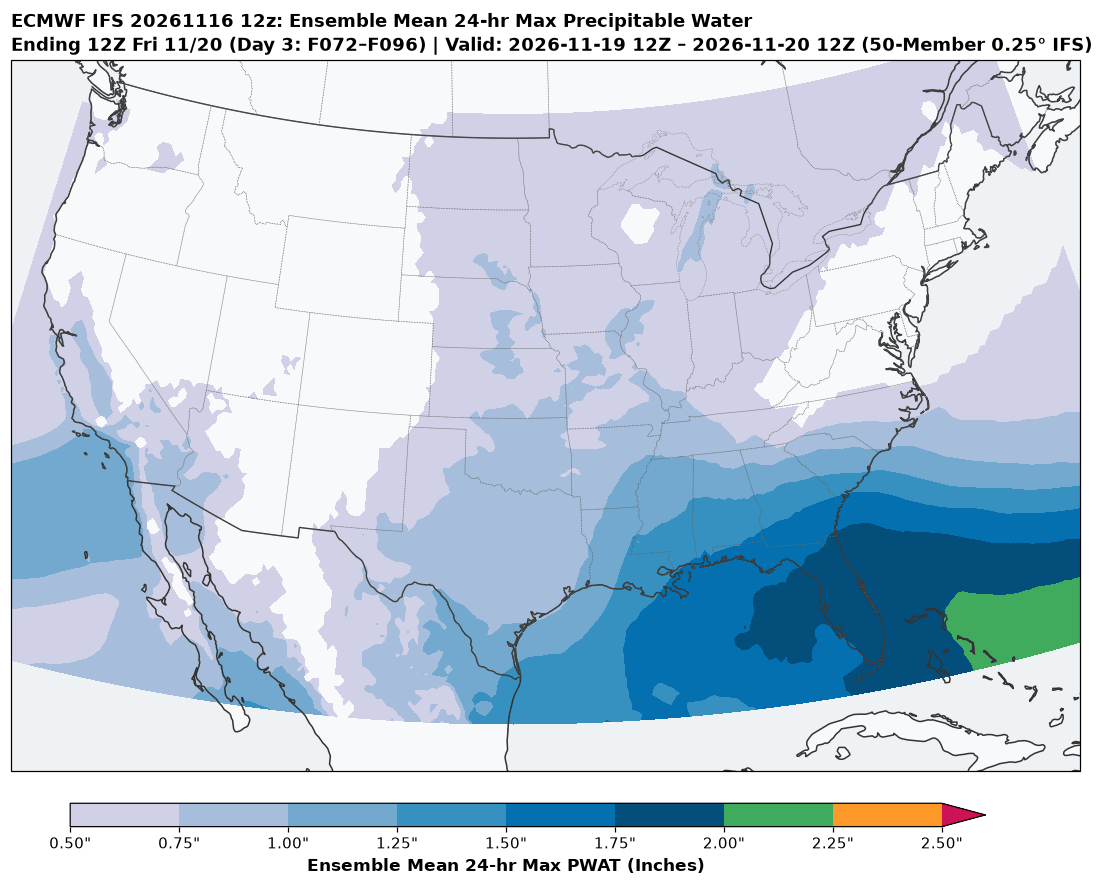 ECMWF IFS 20261116 12z: Ensemble Mean 24-hr Max Precipitable Water
Ending 12Z Fri 11/20 (Day 3: F072–F096) | Valid: 2026-11-19 12Z – 2026-11-20 12Z (50-Member 0.25° IFS)
0.50" 0.75" 1.00" 1.25" 1.50" 1.75" 2.00" 2.25" 2.50"
Ensemble Mean 24-hr Max PWAT (Inches)